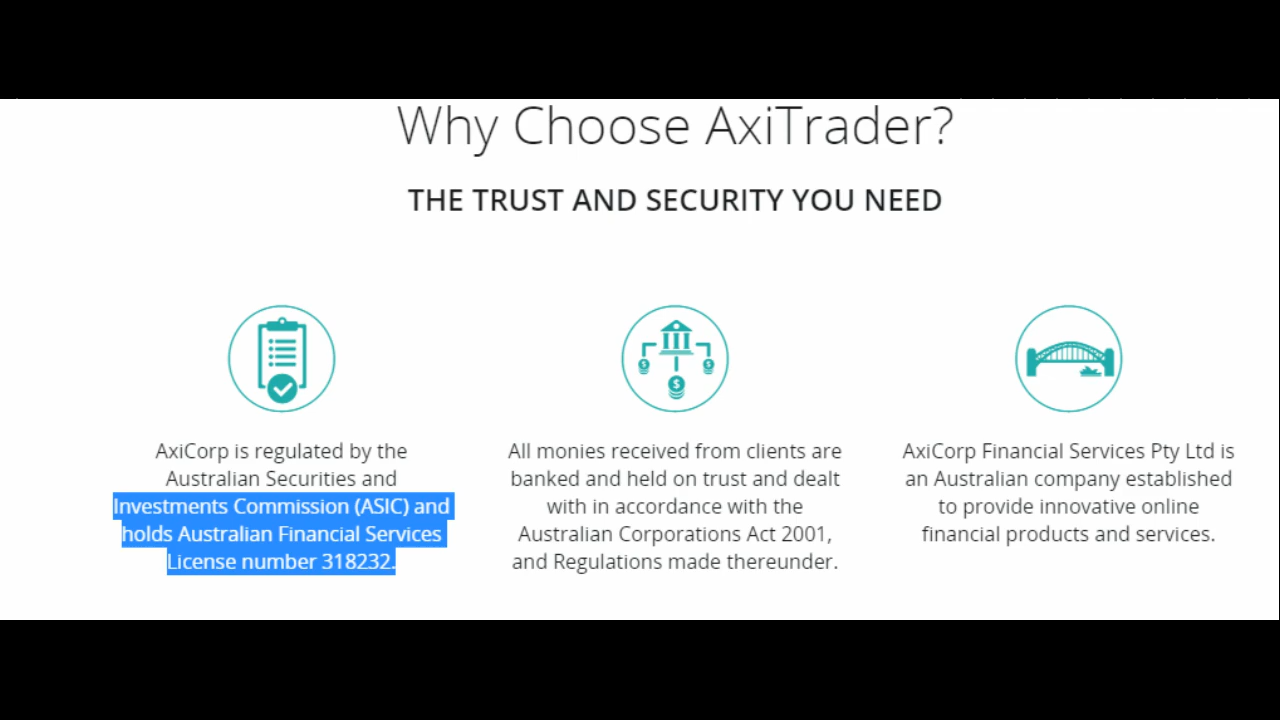 Why Choose AxiTrader?
THE TRUST AND SECURITY YOU NEED
AxiCorp is regulated by the
Australian Securities and
Investments Commission (ASIC) and
holds Australian Financial Services
License number 318232.
All monies received from clients are
banked and held on trust and dealt
with in accordance with the
Australian Corporations Act 2001,
and Regulations made thereunder.
AxiCorp Financial Services Pty Ltd is
an Australian company established
to provide innovative online
financial products and services.